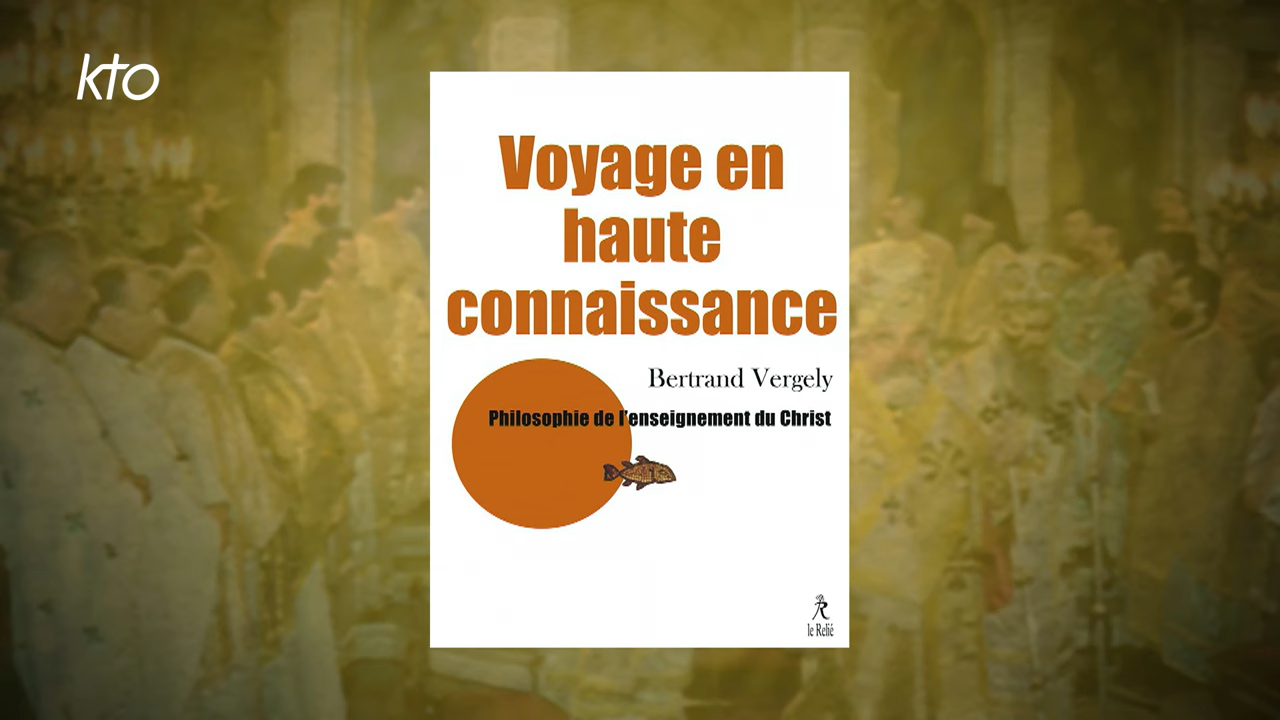 kto
Voyage en
haute
connaissance
Bertrand Vergely
Philosophie de l'enseignement du Christ
le Relié